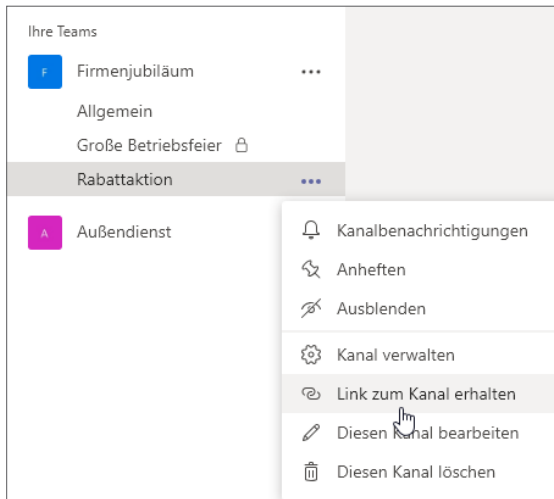 Ihre Teams
F Firmenjubiläum
Allgemein
Große Betriebsfeier
Rabattaktion
A Außendienst
Kanalbenachrichtigungen
Anheften
Ausblenden
Kanal verwalten
Link zum Kanal erhalten
Diesen Kanal bearbeiten
Diesen Kanal löschen